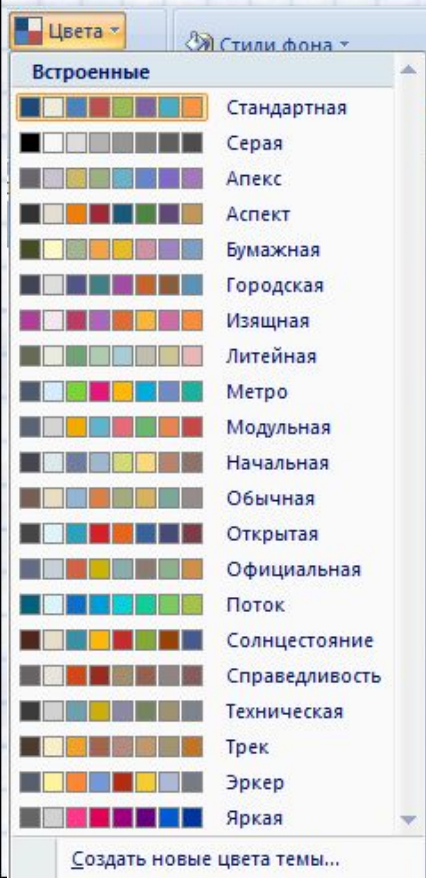 Цвета
Стили фона
Встроенные
Стандартная
Серая
Апекс
Аспект
Бумажная
Городская
Изящная
Литейная
Метро
Модульная
Начальная
Обычная
Открытая
Официальная
Поток
Солнцестояние
Справедливость
Техническая
Трек
Эркер
Яркая
Создать новые цвета темы...